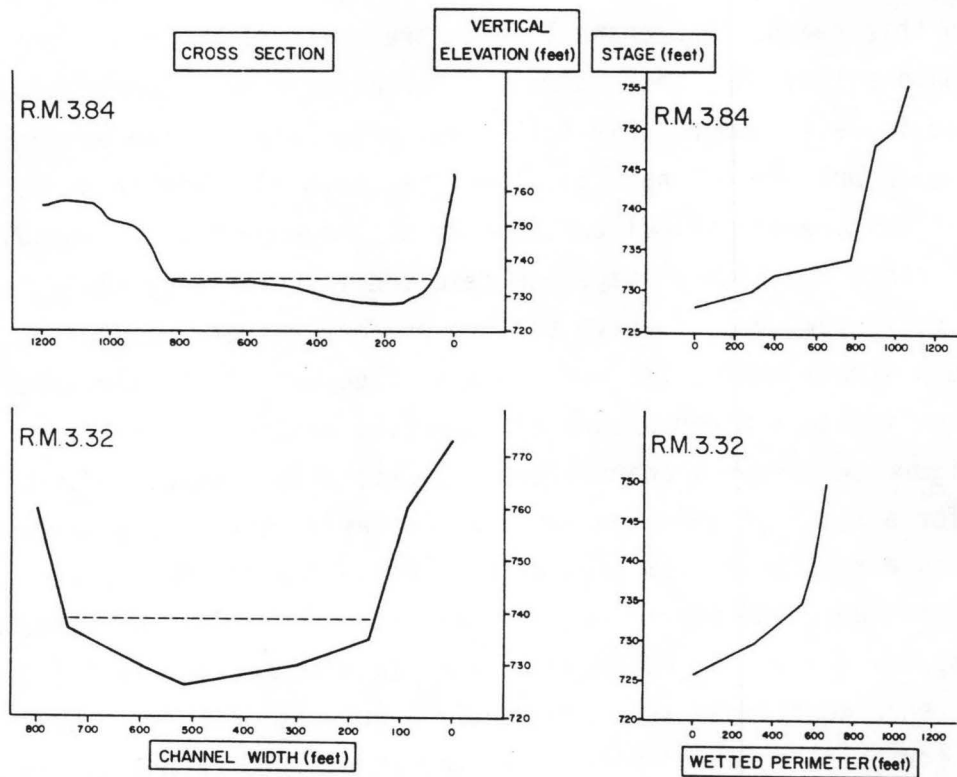 CROSS SECTION
VERTICAL
ELEVATION (feet)
STAGE (feet)
R.M. 3.84
760
750
740
730
720
1200 1000 800 600 400 200 0
R.M. 3.84
755
750
745
740
735
730
725
0 200 400 600 800 1000 1200
R.M. 3.32
770
760
750
740
730
720
800 700 600 500 400 300 200 100 0
CHANNEL WIDTH (feet)
R.M. 3.32
750
745
740
735
730
725
720
0 200 400 600 800 1000 1200
WETTED PERIMETER (feet)